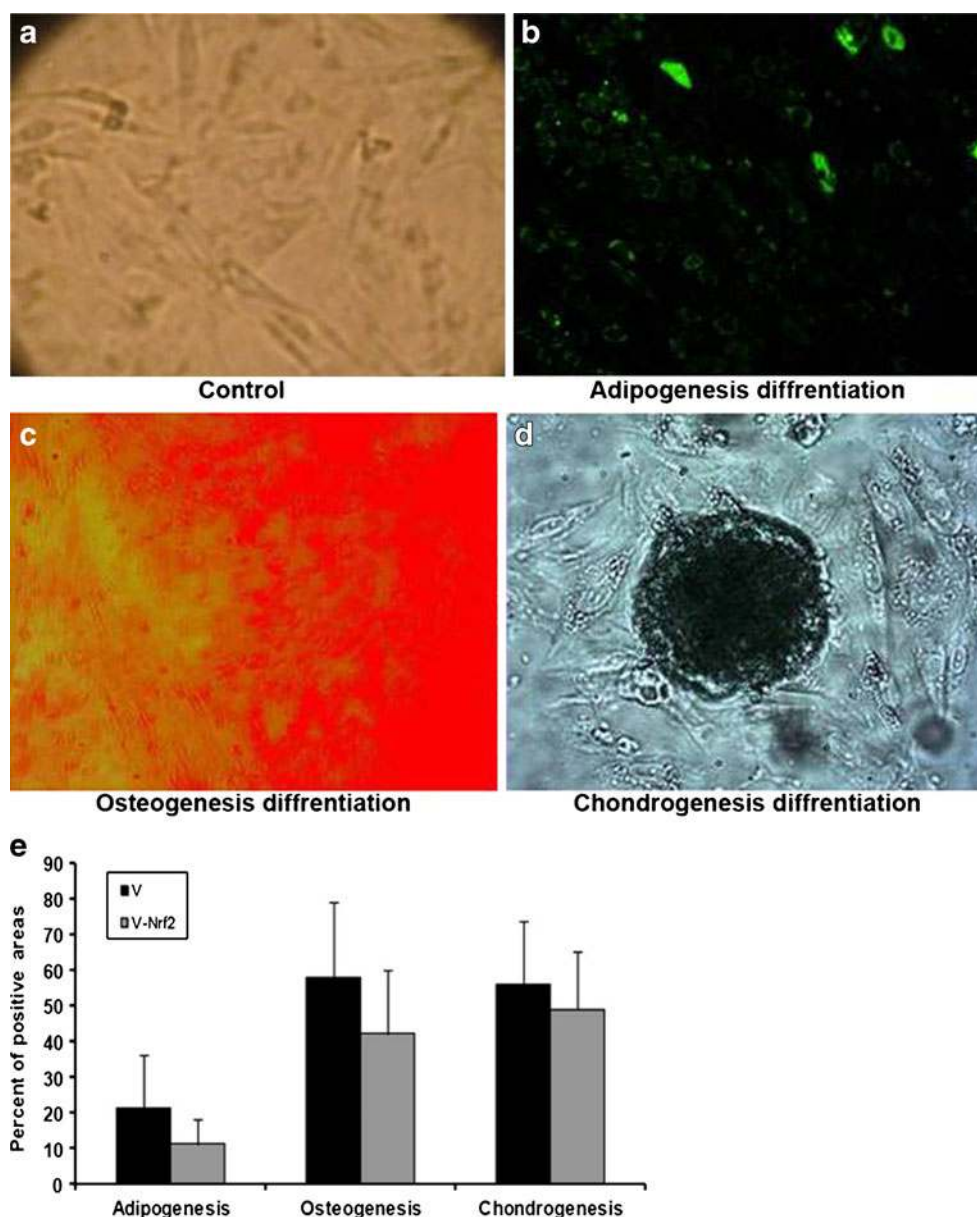 a
b
Control
Adipogenesis diffrentiation
c
d
Osteogenesis diffrentiation
Chondrogenesis diffrentiation
e
Percent of positive areas
90
80
70
60
50
40
30
20
10
0
V
V-Nrf2
Adipogenesis
Osteogenesis
Chondrogenesis